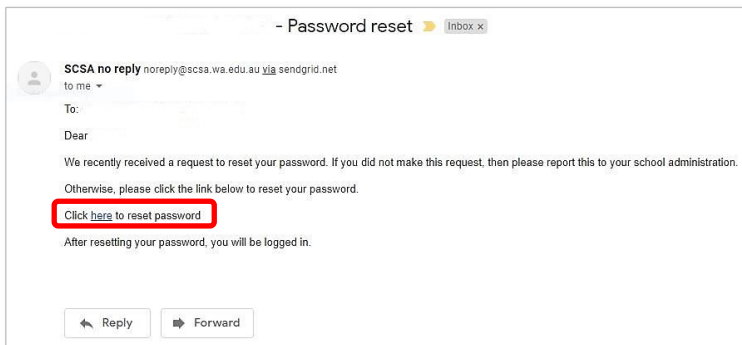 - Password reset Inbox x
SCSA no reply noreply@scsa.wa.edu.au via sendgrid.net
to me
To:
Dear
We recently received a request to reset your password. If you did not make this request, then please report this to your school administration.
Otherwise, please click the link below to reset your password.
Click here to reset password
After resetting your password, you will be logged in.
Reply Forward